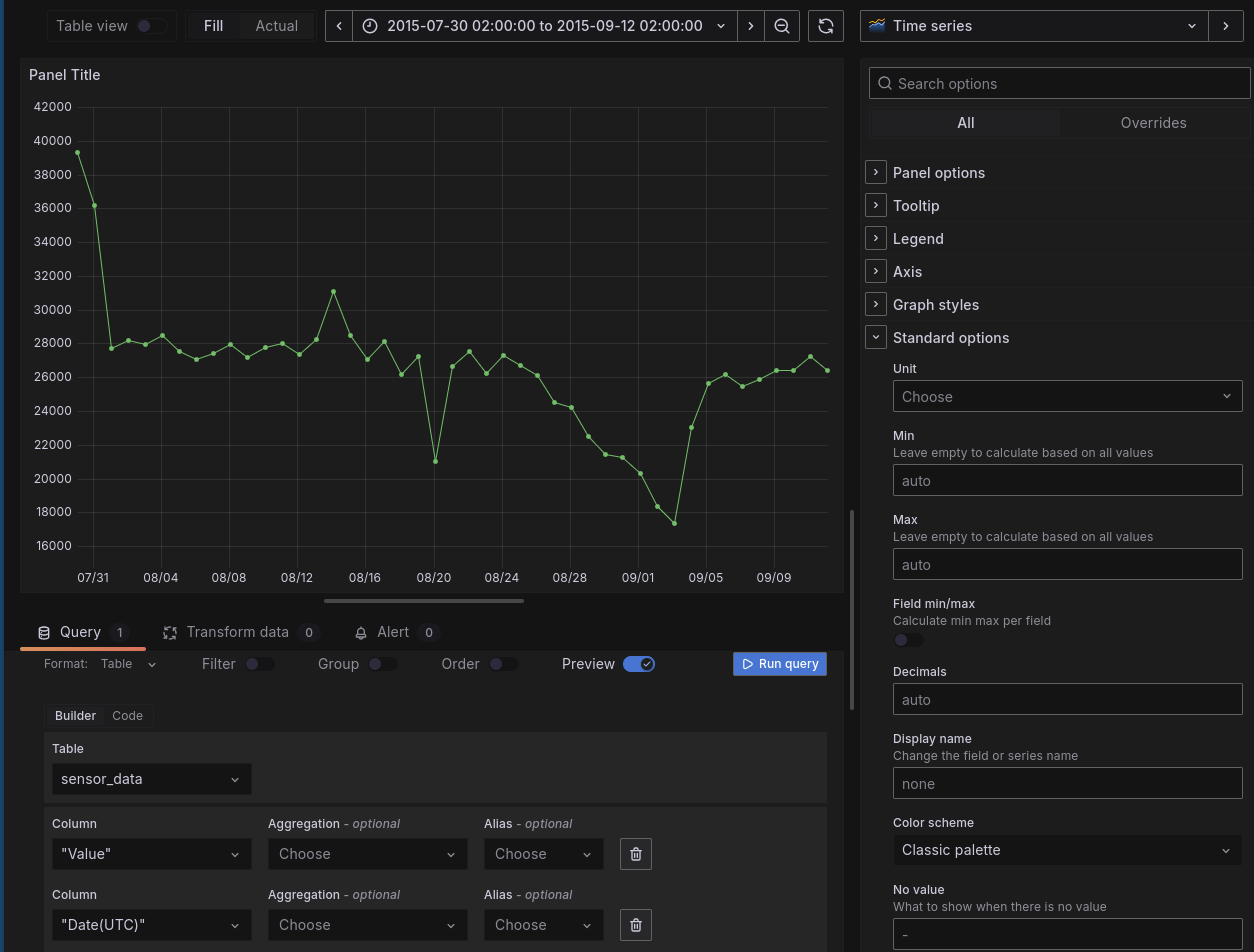 Table view Fill Actual 2015-07-30 02:00:00 to 2015-09-12 02:00:00 Time series
Panel Title
42000
40000
38000
36000
34000
32000
30000
28000
26000
24000
22000
20000
18000
16000
07/31 08/04 08/08 08/12 08/16 08/20 08/24 08/28 09/01 09/05 09/09
Query 1 Transform data 0 Alert 0
Format: Table Filter Group Order Preview Run query
Builder Code
Table
sensor_data
Column Aggregation - optional Alias - optional
"Value" Choose Choose
Column Aggregation - optional Alias - optional
"Date(UTC)" Choose Choose
Search options
All Overrides
Panel options
Tooltip
Legend
Axis
Graph styles
Standard options
Unit
Choose
Min
Leave empty to calculate based on all values
auto
Max
Leave empty to calculate based on all values
auto
Field min/max
Calculate min max per field
Decimals
auto
Display name
Change the field or series name
none
Color scheme
Classic palette
No value
What to show when there is no value
-